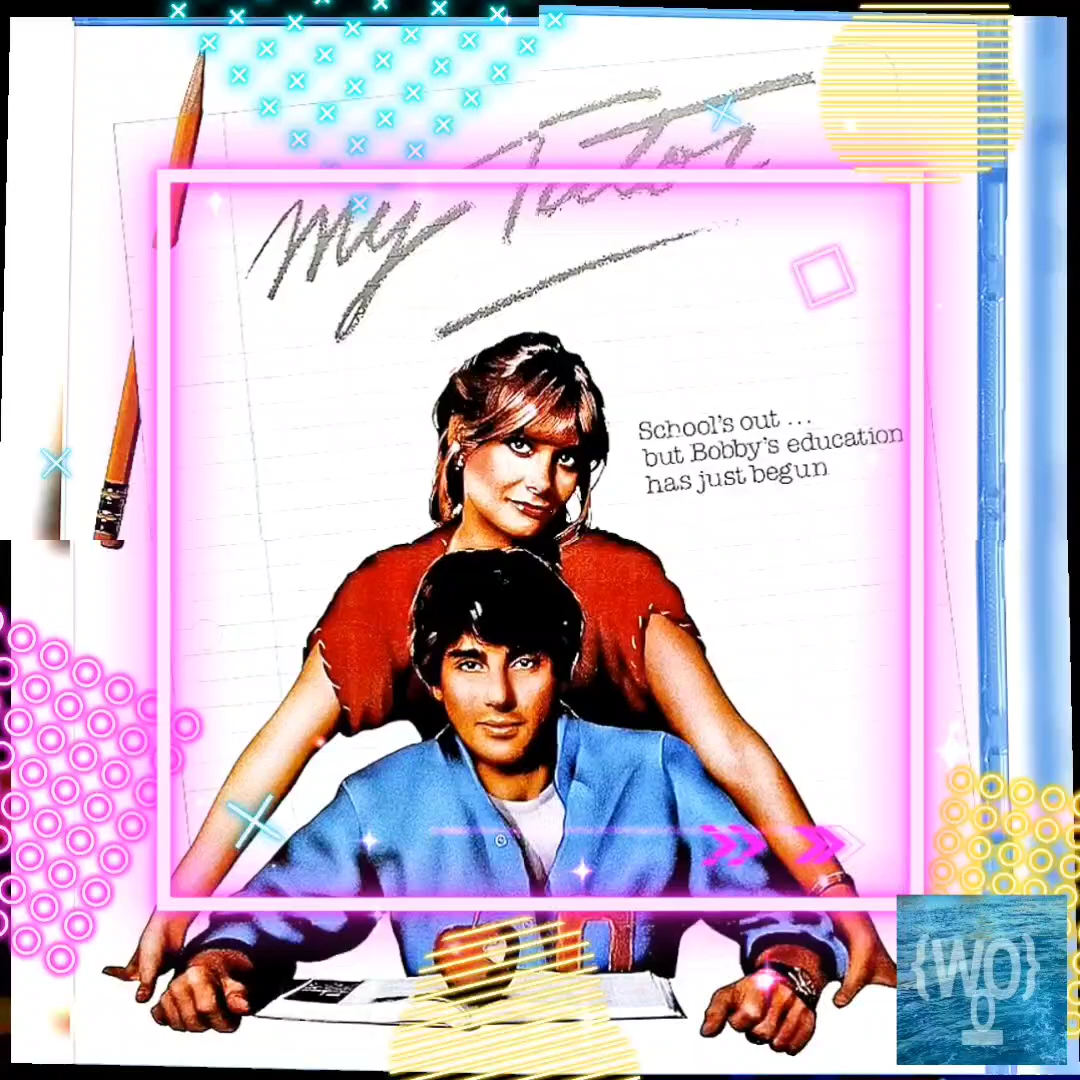 My Tutor
School's out ...
but Bobby's education
has just begun
{WO}